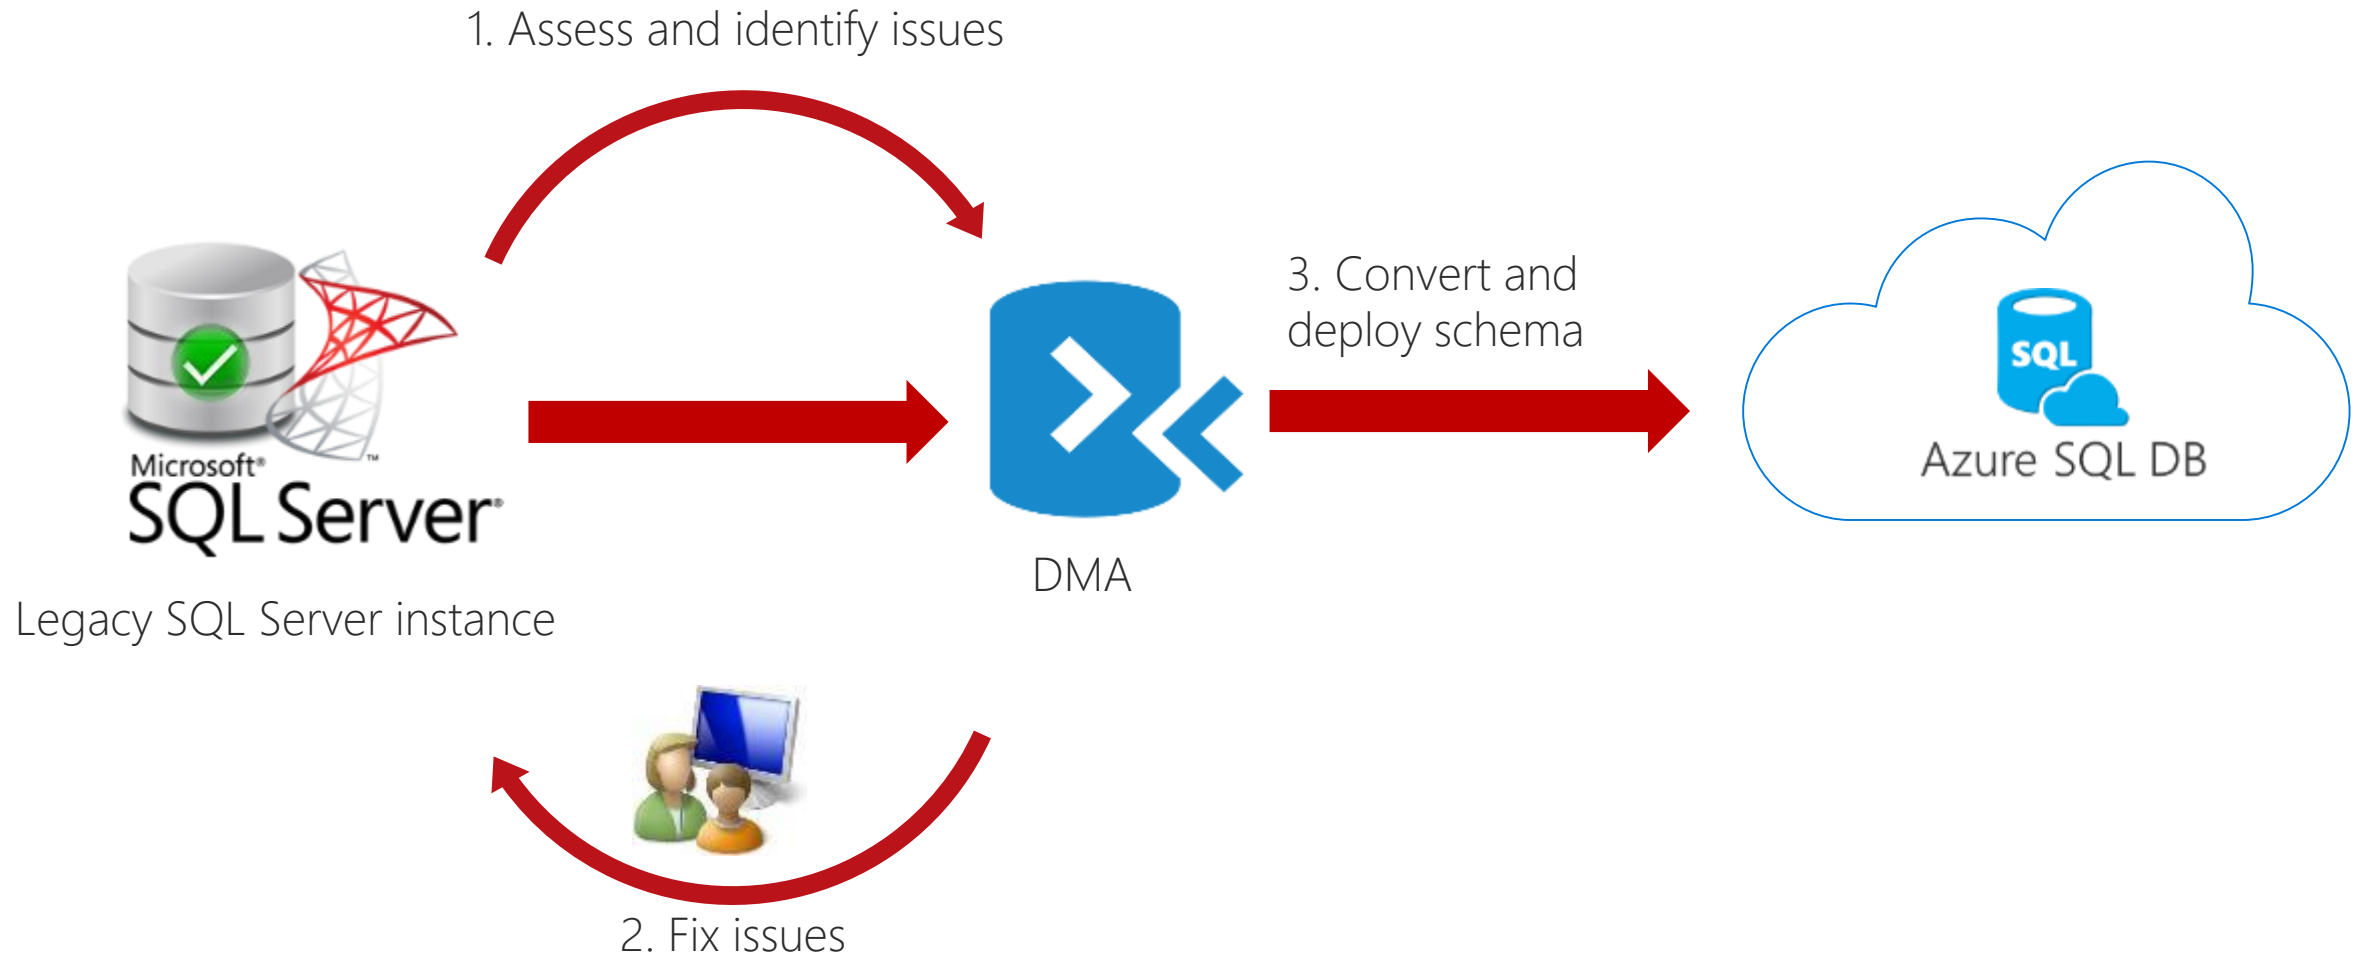 1. Assess and identify issues
3. Convert and
deploy schema
SQL
Microsoft®
SQL Server®
™
Azure SQL DB
DMA
Legacy SQL Server instance
2. Fix issues